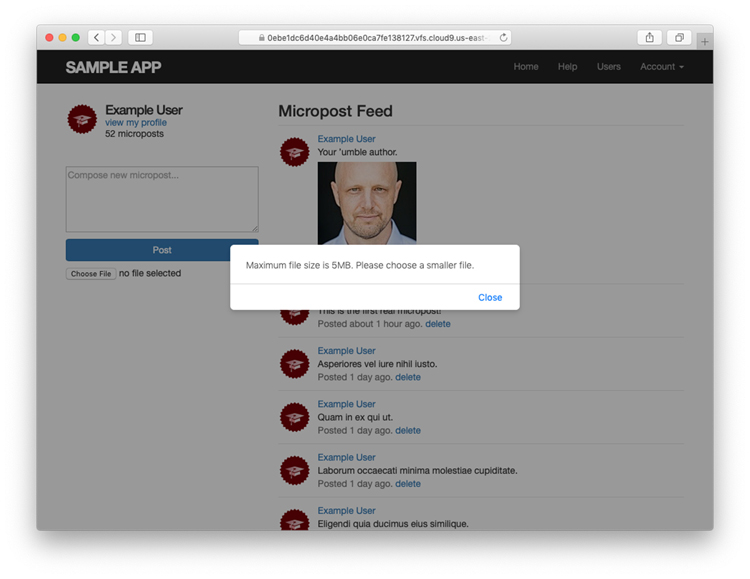 0ebe1dc6d40e4a4bb06e0ca7fe138127.vfs.cloud9.us-east-
SAMPLE APP
Home Help Users Account
Example User
view my profile
52 microposts
Compose new micropost...
Post
Choose File no file selected
Micropost Feed
Example User
Your 'umble author.
Maximum file size is 5MB. Please choose a smaller file.
Close
This is the first real micropost!
Posted about 1 hour ago. delete
Example User
Asperiores vel iure nihil iusto.
Posted 1 day ago. delete
Example User
Quam in ex qui ut.
Posted 1 day ago. delete
Example User
Laborum occaecati minima molestiae cupiditate.
Posted 1 day ago. delete
Example User
Eligendi quia ducimus eius similique.